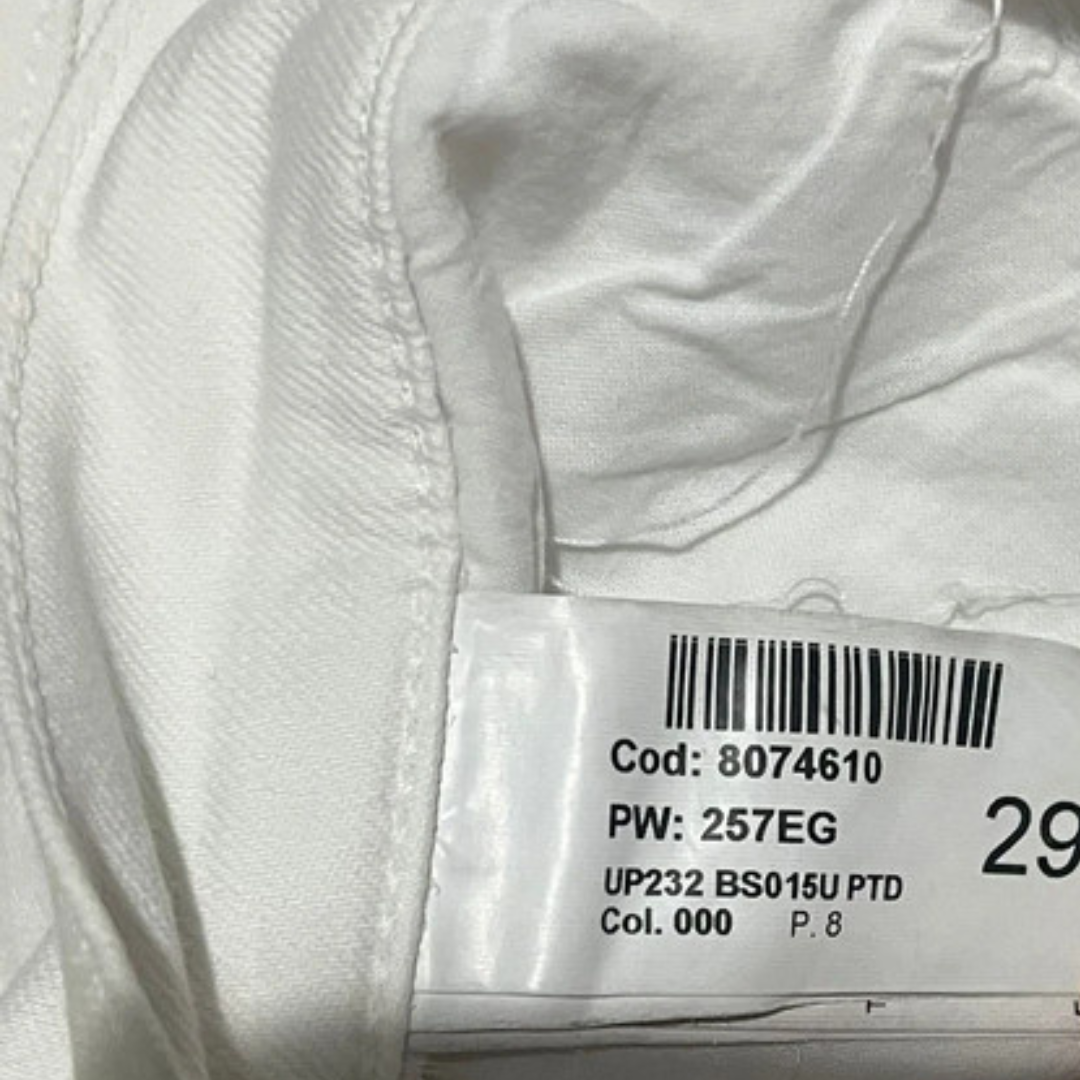 Cod: 8074610
PW: 257EG
29
UP232 BS015U PTD
Col. 000 P. 8